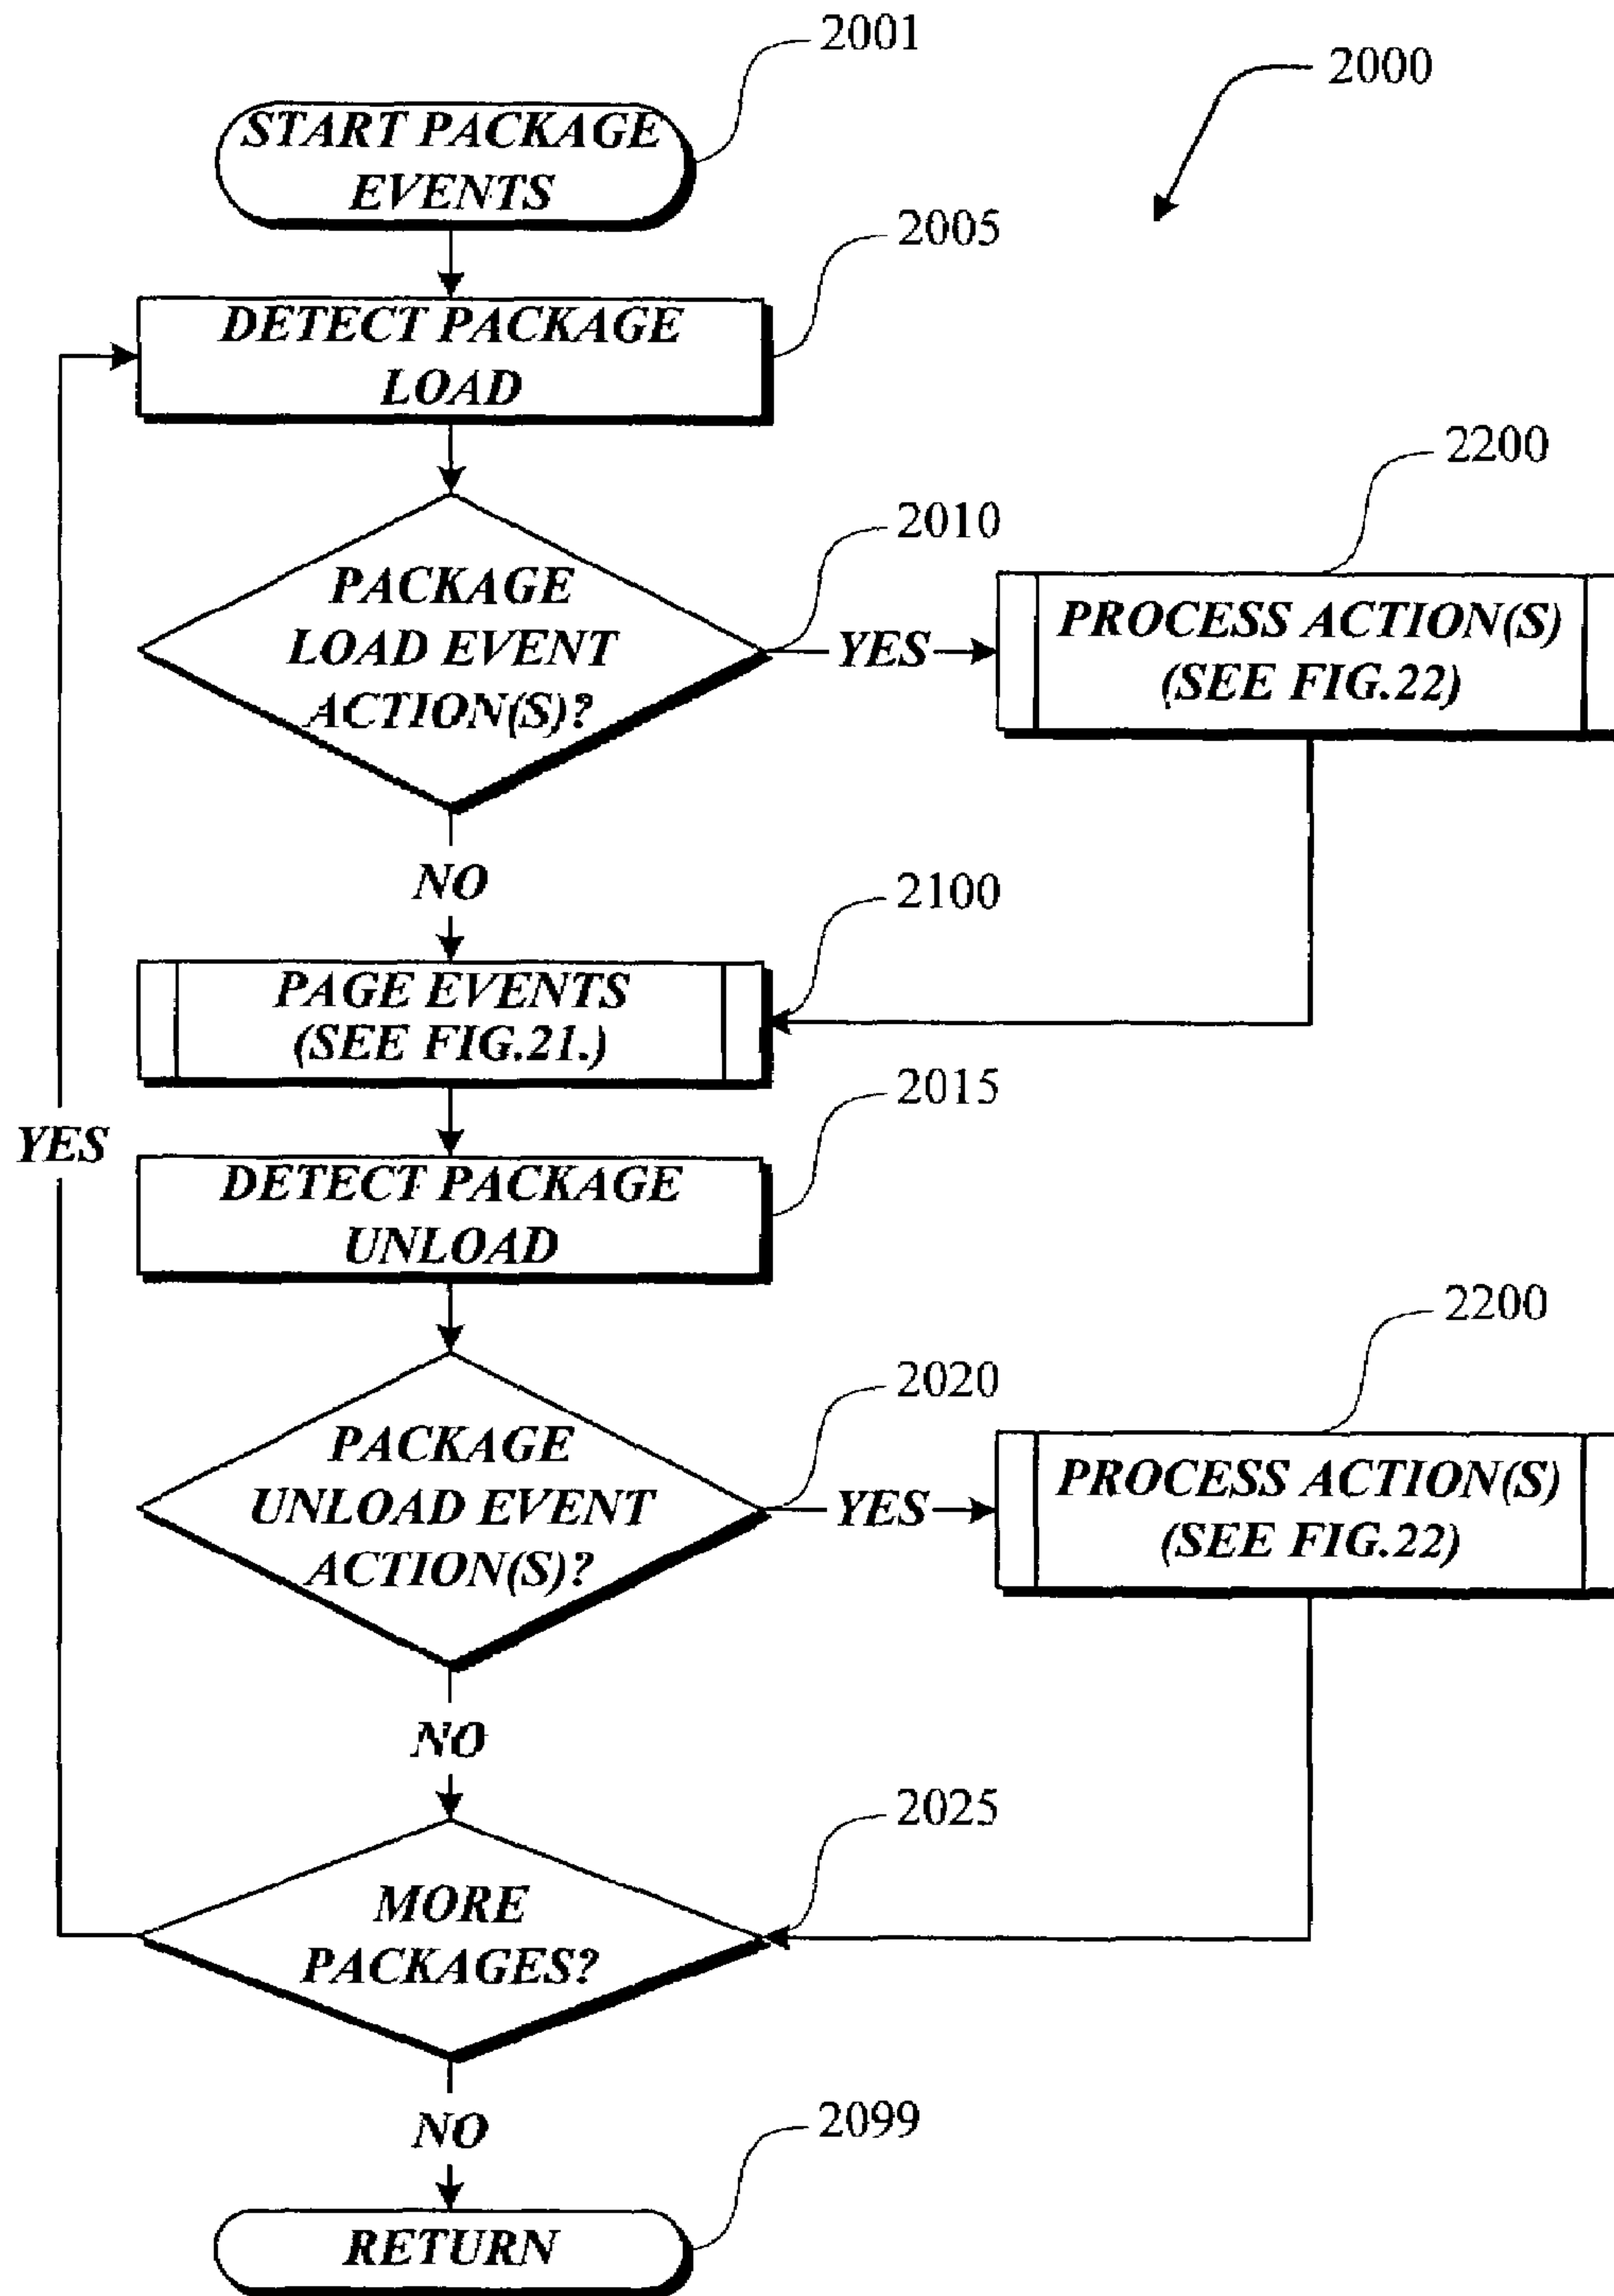 2001
2000
START PACKAGE
EVENTS
2005
DETECT PACKAGE
LOAD
2200
2010
PACKAGE
LOAD EVENT
ACTION(S)?
YES
PROCESS ACTION(S)
(SEE FIG.22)
NO
2100
PAGE EVENTS
(SEE FIG.21.)
2015
YES
DETECT PACKAGE
UNLOAD
2200
2020
PACKAGE
UNLOAD EVENT
ACTION(S)?
YES
PROCESS ACTION(S)
(SEE FIG.22)
NO
2025
MORE
PACKAGES?
NO
2099
RETURN